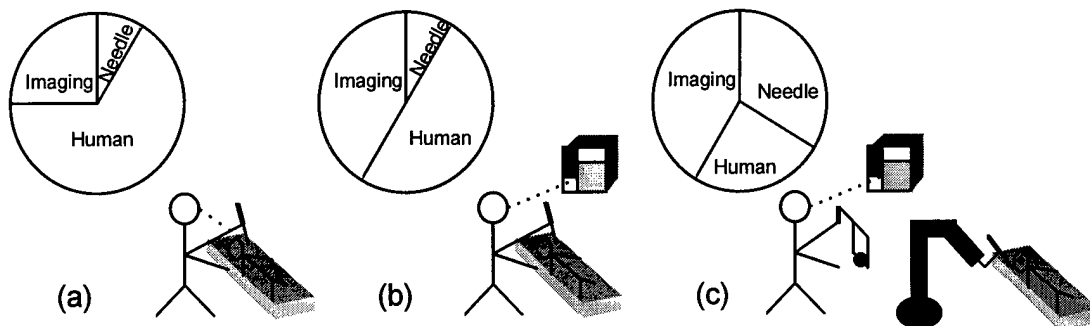 Imaging
Needle
Human
Imaging
Needle
Human
Imaging
Needle
Human
(a)
(b)
(c)